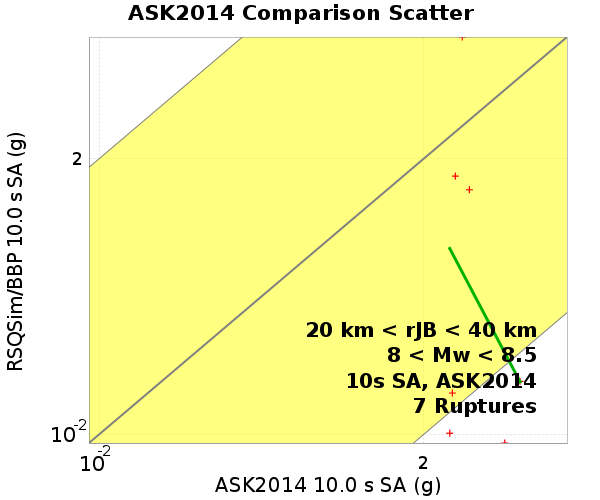 ASK2014 Comparison Scatter
RSQSim/BBP 10.0 s SA (g)
2
10-2
20 km < rJB < 40 km
8 < Mw < 8.5
10s SA, ASK2014
7 Ruptures
10-2
2
ASK2014 10.0 s SA (g)